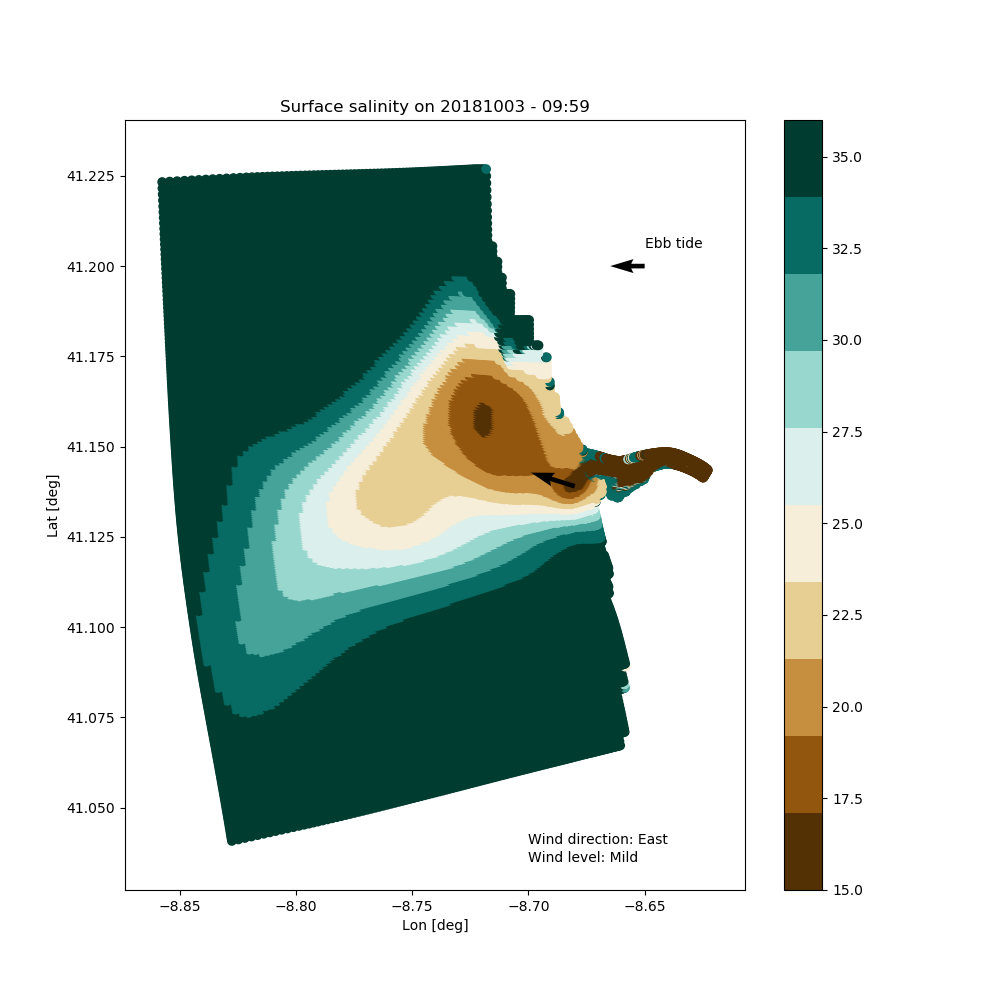 Surface salinity on 20181003 - 09:59
41.225
41.200
41.175
41.150
41.125
41.100
41.075
41.050
Lat [deg]
Ebb tide
Wind direction: East
Wind level: Mild
−8.85 −8.80 −8.75 −8.70 −8.65
Lon [deg]
35.0
32.5
30.0
27.5
25.0
22.5
20.0
17.5
15.0